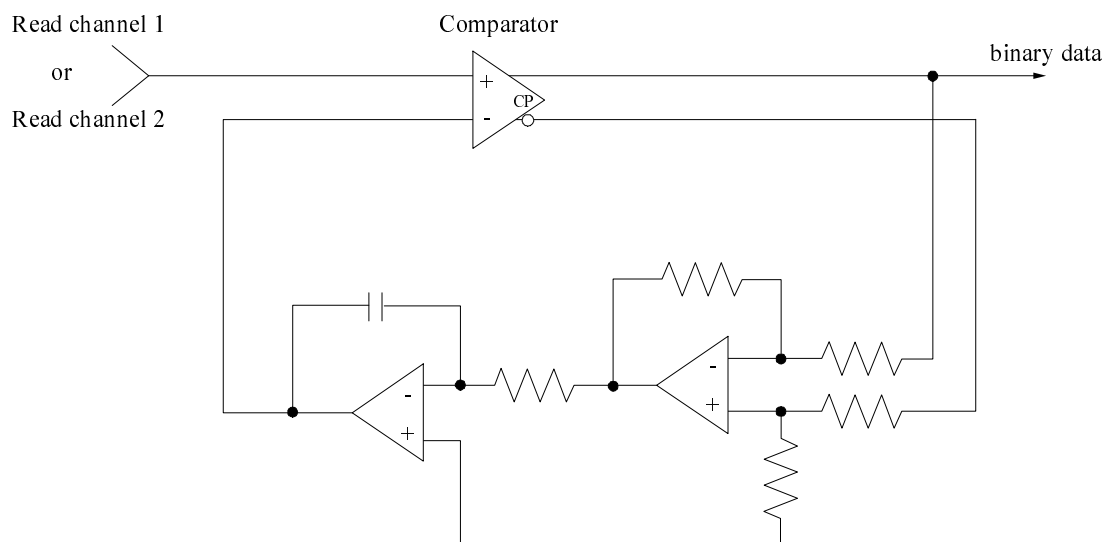 Read channel 1
Comparator
binary data
or
Read channel 2
+
CP
-
-
+
-
+